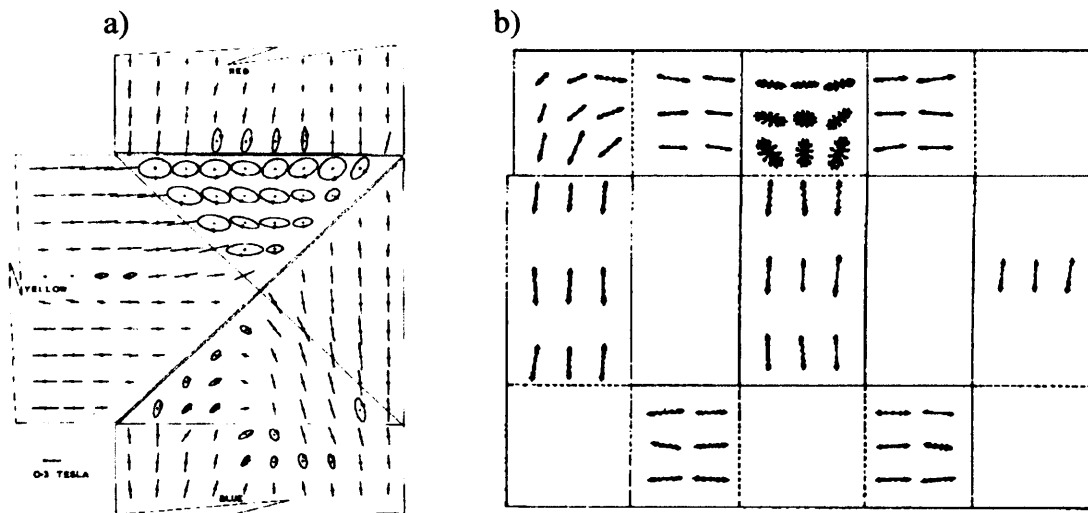 a)
b)
RED
YELLOW
0·3 TESLA
BLUE